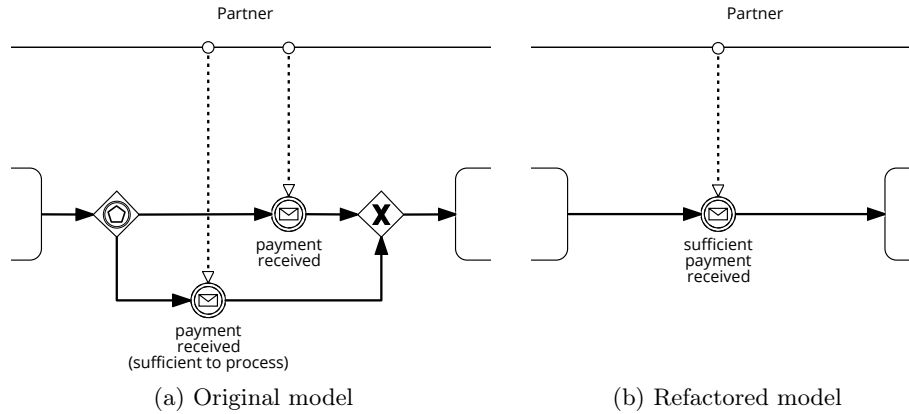 Partner
Partner
payment
received
sufficient
payment
received
payment
received
(sufficient to process)
(a) Original model
(b) Refactored model